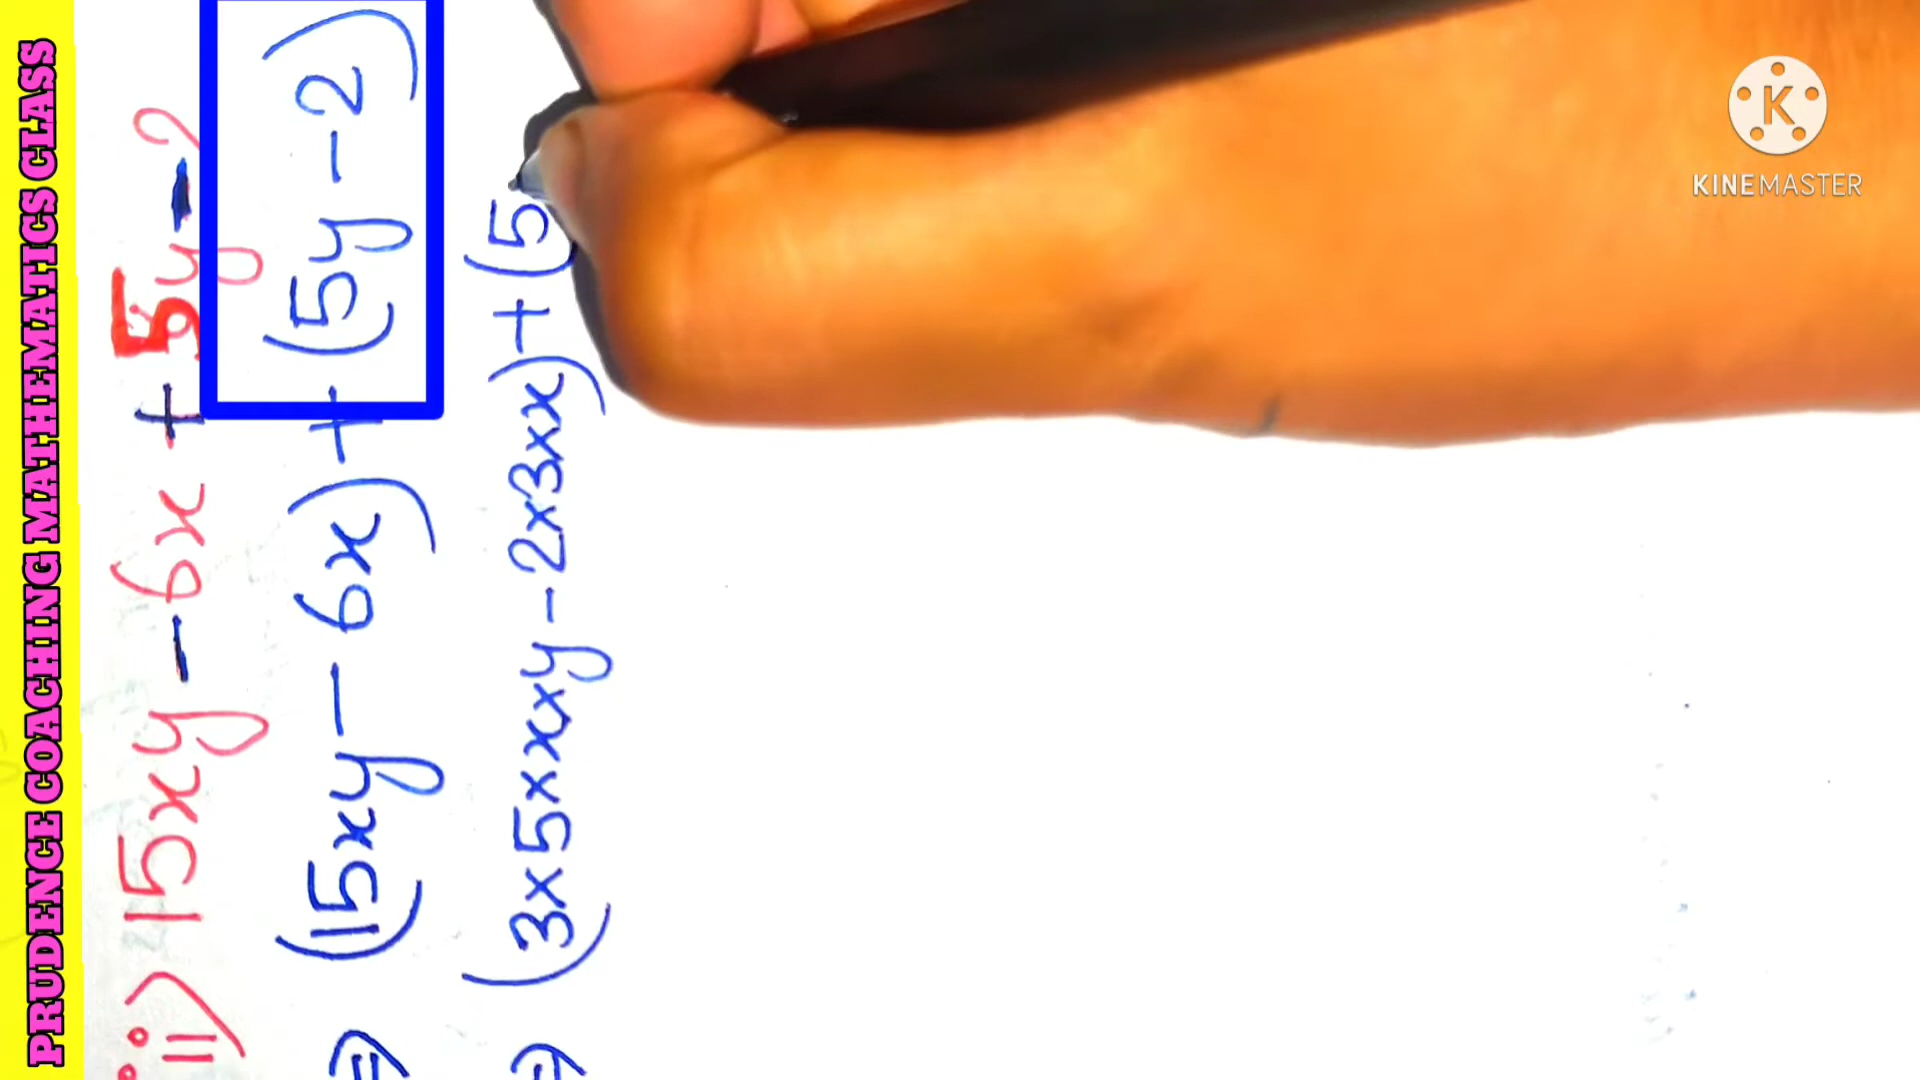 PRUDENCE COACHING MATHEMATICS CLASS
ii) 15xy - 6x + 5y - 2
⇒ (15xy - 6x) + (5y - 2)
⇒ (3×5×x×y - 2×3×x) + (5
KINEMASTER